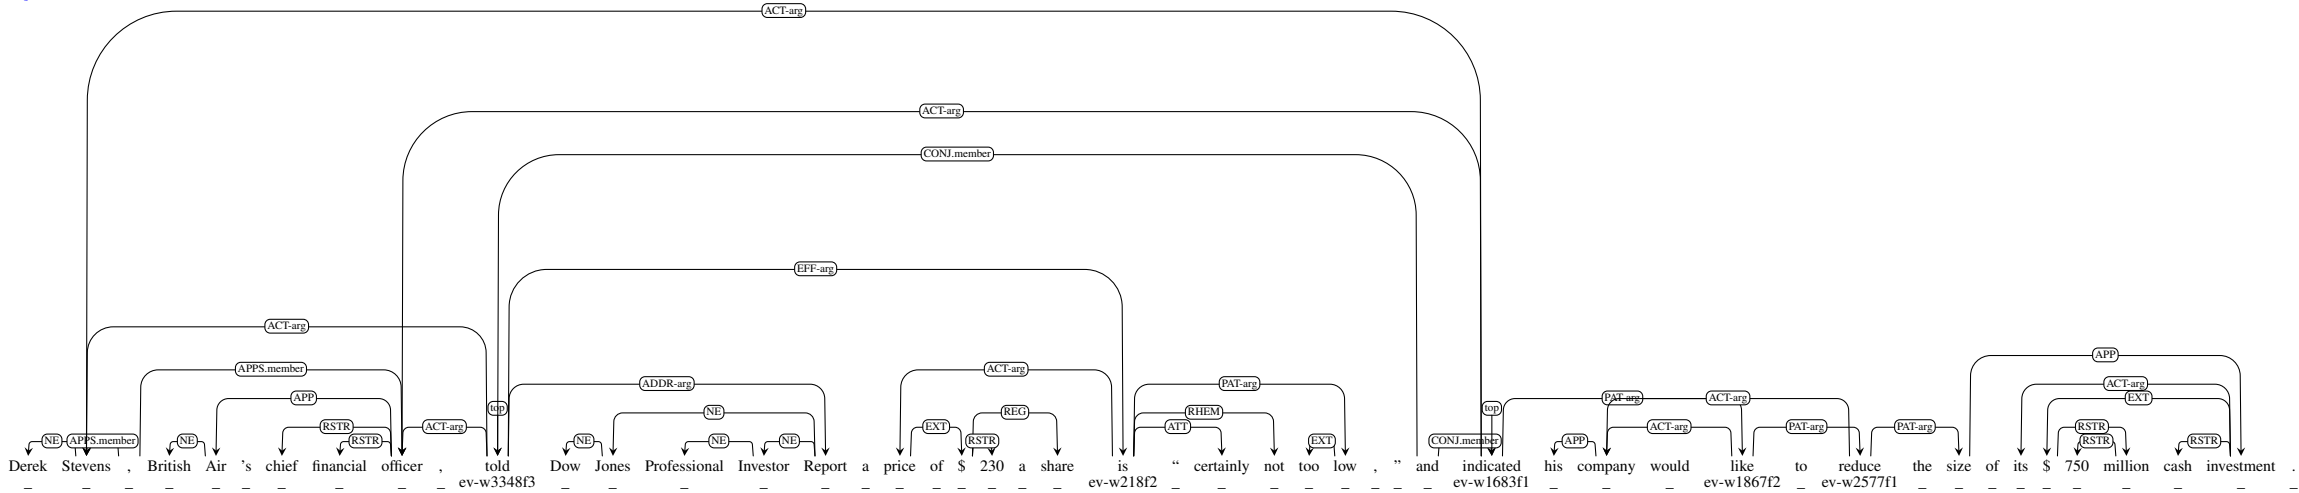 ACT-arg
ACT-arg
CONJ.member
EFF-arg
ACT-arg
APP
APPS.member ACT-arg
ADDR-arg PAT-arg ACT-arg
APP PAT-arg ACT-arg EXT
top top
NE RHEM REG
RSTR ACT-arg EXT ATT ACT-arg PAT-arg PAT-arg RSTR
NE APPS.member NE RSTR NE NE NE RSTR EXT CONJ.member APP RSTR RSTR
Derek Stevens , British Air 's chief financial officer , told Dow Jones Professional Investor Report a price of $ 230 a share is “ certainly not too low , ” and indicated his company would like to reduce the size of its $ 750 million cash investment .
ev-w3348f3 ev-w218f2 ev-w1683f1 ev-w1867f2 ev-w2577f1
_ _ _ _ _ _ _ _ _ _ _ _ _ _ _ _ _ _ _ _ _ _ _ _ _ _ _ _ _ _ _ _ _ _ _ _ _ _ _ _ _ _ _ _ _ _ _ _